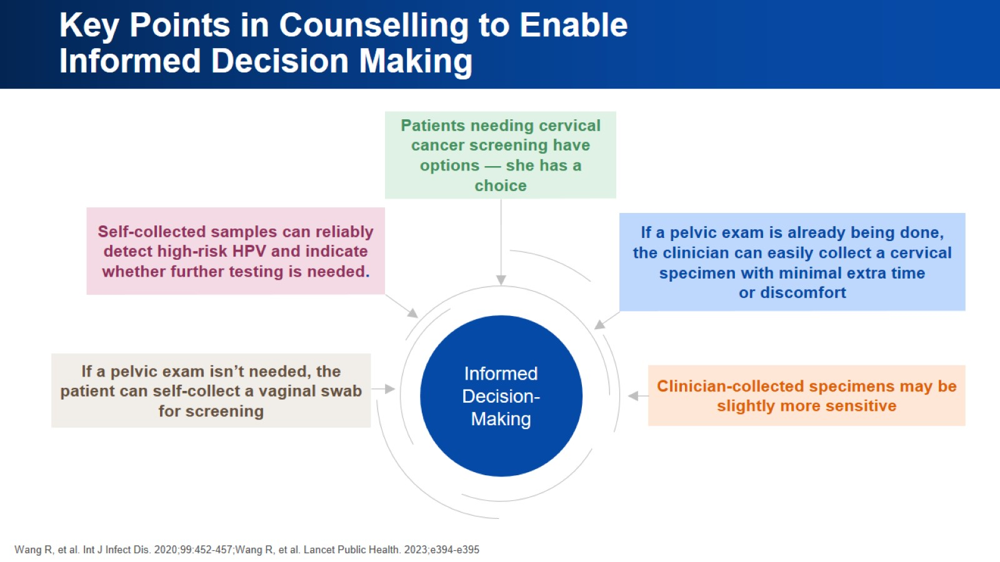 Key Points in Counselling to Enable
Informed Decision Making
Patients needing cervical
cancer screening have
options — she has a
choice
Self-collected samples can reliably
detect high-risk HPV and indicate
whether further testing is needed.
If a pelvic exam is already being done,
the clinician can easily collect a cervical
specimen with minimal extra time
or discomfort
If a pelvic exam isn’t needed, the
patient can self-collect a vaginal swab
for screening
Informed
Decision-
Making
Clinician-collected specimens may be
slightly more sensitive
Wang R, et al. Int J Infect Dis. 2020;99:452-457;Wang R, et al. Lancet Public Health. 2023;e394-e395